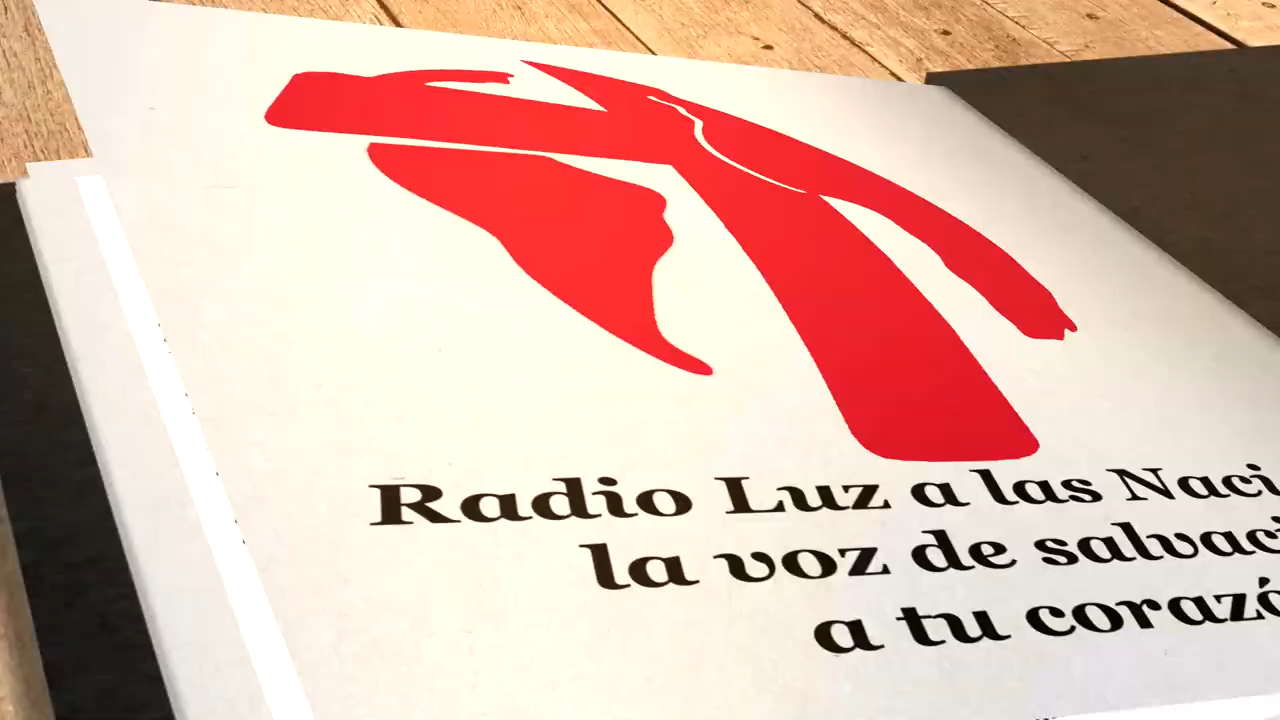 Radio Luz a las Naci
la voz de salvaci
a tu corazó